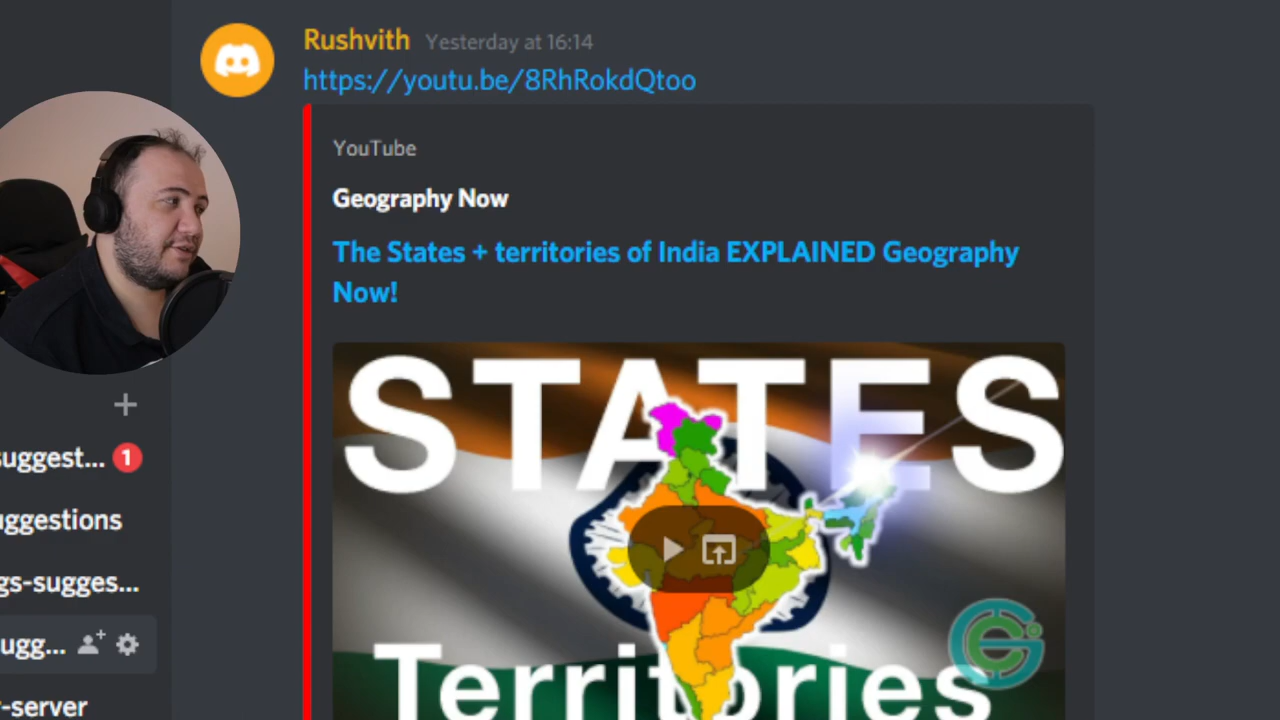 Rushvith Yesterday at 16:14
https://youtu.be/8RhRokdQtoo
YouTube
Geography Now
The States + territories of India EXPLAINED Geography
Now!
STATES
Territories
suggest... 1
uggestions
gs-sugges...
ugg...
-server